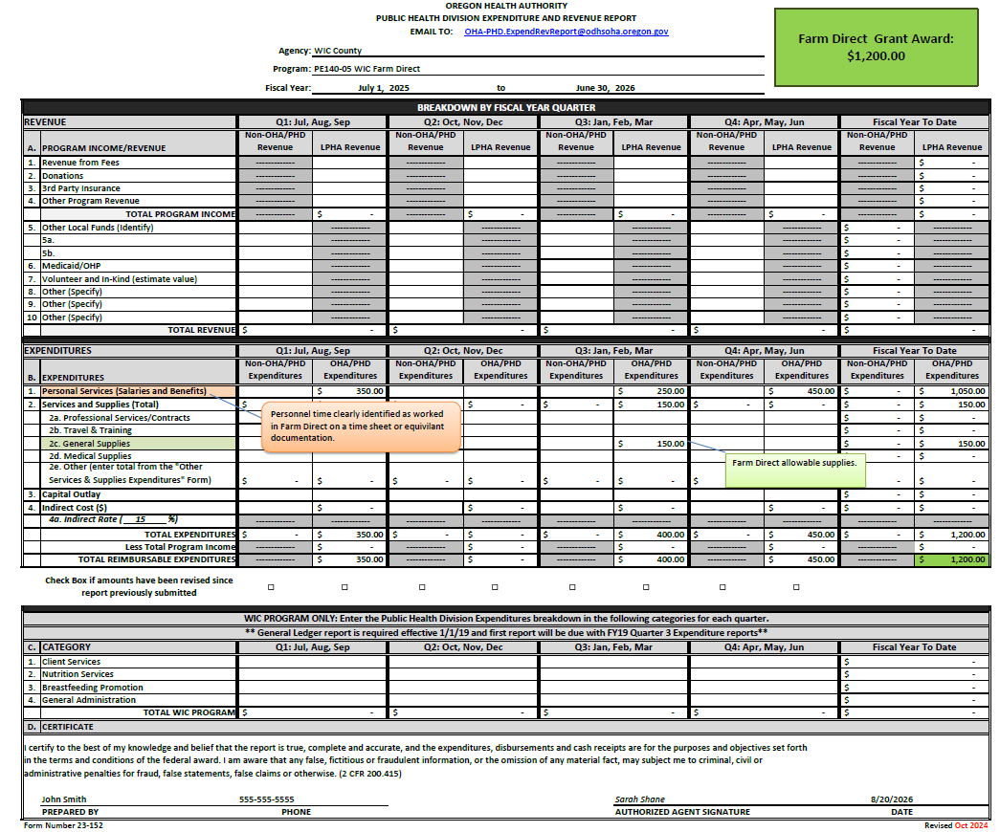 OREGON HEALTH AUTHORITY
PUBLIC HEALTH DIVISION EXPENDITURE AND REVENUE REPORT
EMAIL TO: OHA-PHD.ExpendRevReport@odhsoha.oregon.gov
Farm Direct Grant Award:
$1,200.00
Agency: WIC County
Program: PE140-05 WIC Farm Direct
Fiscal Year: July 1, 2025 to June 30, 2026
BREAKDOWN BY FISCAL YEAR QUARTER
REVENUE Q1: Jul, Aug, Sep Q2: Oct, Nov, Dec Q3: Jan, Feb, Mar Q4: Apr, May, Jun Fiscal Year To Date
A. PROGRAM INCOME/REVENUE Non-OHA/PHD Revenue LPHA Revenue Non-OHA/PHD Revenue LPHA Revenue Non-OHA/PHD Revenue LPHA Revenue Non-OHA/PHD Revenue LPHA Revenue Non-OHA/PHD Revenue LPHA Revenue
1. Revenue from Fees ------------- ------------- ------------- ------------- ------------- $ -
2. Donations ------------- ------------- ------------- ------------- ------------- $ -
3. 3rd Party Insurance ------------- ------------- ------------- ------------- ------------- $ -
4. Other Program Revenue ------------- ------------- ------------- ------------- ------------- $ -
TOTAL PROGRAM INCOME ------------- $ - ------------- $ - ------------- $ - ------------- $ - ------------- $ -
5. Other Local Funds (Identify) ------------- ------------- ------------- ------------- $ - -------------
5a. ------------- ------------- ------------- ------------- $ - -------------
5b. ------------- ------------- ------------- ------------- $ - -------------
6. Medicaid/OHP ------------- ------------- ------------- ------------- $ - -------------
7. Volunteer and In-Kind (estimate value) ------------- ------------- ------------- ------------- $ - -------------
8. Other (Specify) ------------- ------------- ------------- ------------- $ - -------------
9. Other (Specify) ------------- ------------- ------------- ------------- $ - -------------
10 Other (Specify) ------------- ------------- ------------- ------------- $ - -------------
TOTAL REVENUE $ - $ - $ - $ - $ -
EXPENDITURES Q1: Jul, Aug, Sep Q2: Oct, Nov, Dec Q3: Jan, Feb, Mar Q4: Apr, May, Jun Fiscal Year To Date
B. EXPENDITURES Non-OHA/PHD Expenditures OHA/PHD Expenditures Non-OHA/PHD Expenditures OHA/PHD Expenditures Non-OHA/PHD Expenditures OHA/PHD Expenditures Non-OHA/PHD Expenditures OHA/PHD Expenditures Non-OHA/PHD Expenditures OHA/PHD Expenditures
1. Personal Services (Salaries and Benefits) $ 350.00 $ 250.00 $ 450.00 $ - $ 1,050.00
2. Services and Supplies (Total) $ $ - $ - $ 150.00 $ - $ - $ - $ 150.00
Personnel time clearly identified as worked
in Farm Direct on a time sheet or equivilant
documentation.
2a. Professional Services/Contracts $ - $ -
2b. Travel & Training $ - $ -
2c. General Supplies $ 150.00 $ - $ 150.00
Farm Direct allowable supplies.
2d. Medical Supplies - $ -
2e. Other (enter total from the "Other
Services & Supplies Expenditures" Form) $ - $ - $ - $ - $ - $ - $ $ - $ -
3. Capital Outlay $ - $ -
4. Indirect Cost ($) $ - $ - $ - $ - $ - $ -
4a. Indirect Rate ( 15 %) ------------- ------------- ------------- ------------- ------------- ------------- ------------- ------------- ------------- -------------
TOTAL EXPENDITURES $ - $ 350.00 $ - $ - $ - $ 400.00 $ - $ 450.00 $ - $ 1,200.00
Less Total Program Income ------------- $ - ------------- $ - ------------- $ - ------------- $ - ------------- $ -
TOTAL REIMBURSABLE EXPENDITURES ------------- $ 350.00 ------------- $ - ------------- $ 400.00 ------------- $ 450.00 ------------- $ 1,200.00
Check Box if amounts have been revised since
report previously submitted ☐ ☐ ☐ ☐ ☐ ☐ ☐ ☐
WIC PROGRAM ONLY: Enter the Public Health Division Expenditures breakdown in the following categories for each quarter.
** General Ledger report is required effective 1/1/19 and first report will be due with FY19 Quarter 3 Expenditure reports**
C. CATEGORY Q1: Jul, Aug, Sep Q2: Oct, Nov, Dec Q3: Jan, Feb, Mar Q4: Apr, May, Jun Fiscal Year To Date
1. Client Services $ -
2. Nutrition Services $ -
3. Breastfeeding Promotion $ -
4. General Administration $ -
TOTAL WIC PROGRAM $ - $ - $ - $ - $ -
D. CERTIFICATE
I certify to the best of my knowledge and belief that the report is true, complete and accurate, and the expenditures, disbursements and cash receipts are for the purposes and objectives set forth
in the terms and conditions of the federal award. I am aware that any false, fictitious or fraudulent information, or the omission of any material fact, may subject me to criminal, civil or
administrative penalties for fraud, false statements, false claims or otherwise. (2 CFR 200.415)
John Smith 555-555-5555 Sarah Shane 8/20/2026
PREPARED BY PHONE AUTHORIZED AGENT SIGNATURE DATE
Form Number 23-152 Revised Oct 2024